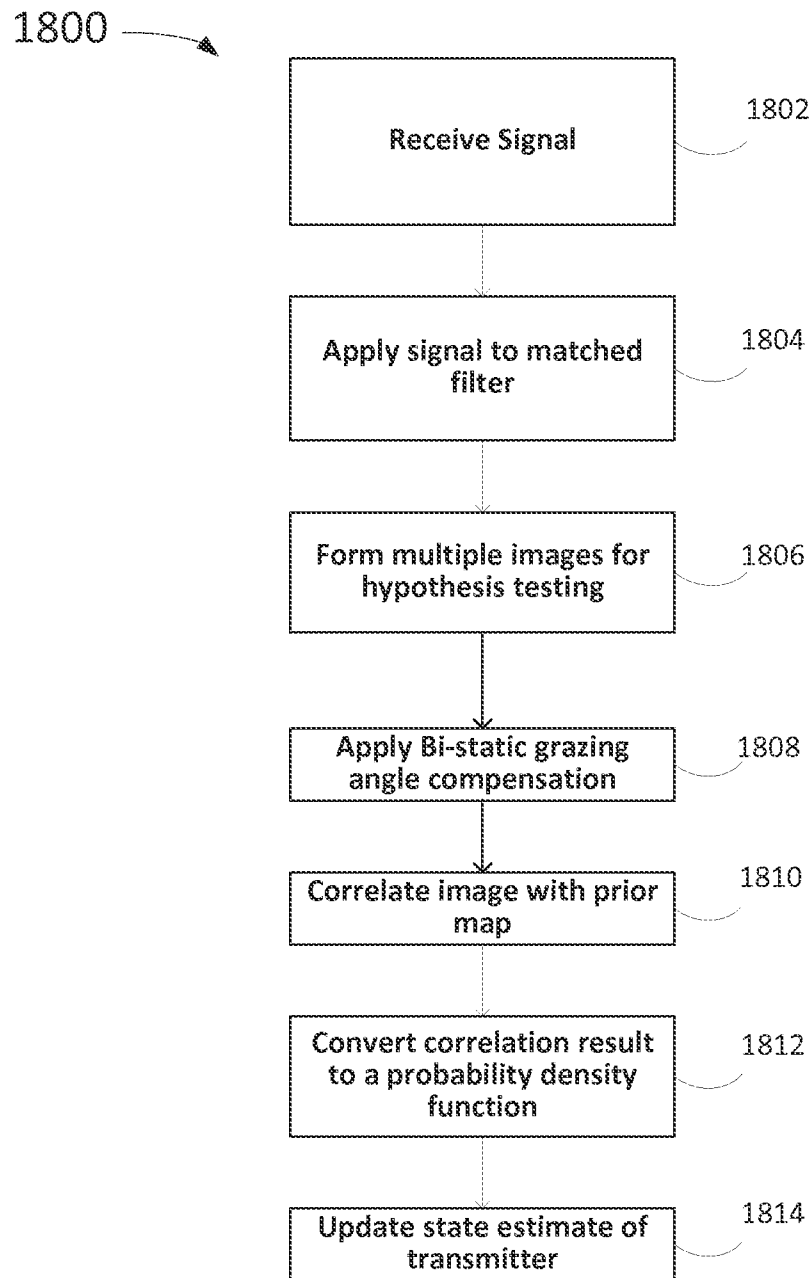 1800
Receive Signal
1802
Apply signal to matched
filter
1804
Form multiple images for
hypothesis testing
1806
Apply Bi-static grazing
angle compensation
1808
Correlate image with prior
map
1810
Convert correlation result
to a probability density
function
1812
Update state estimate of
transmitter
1814